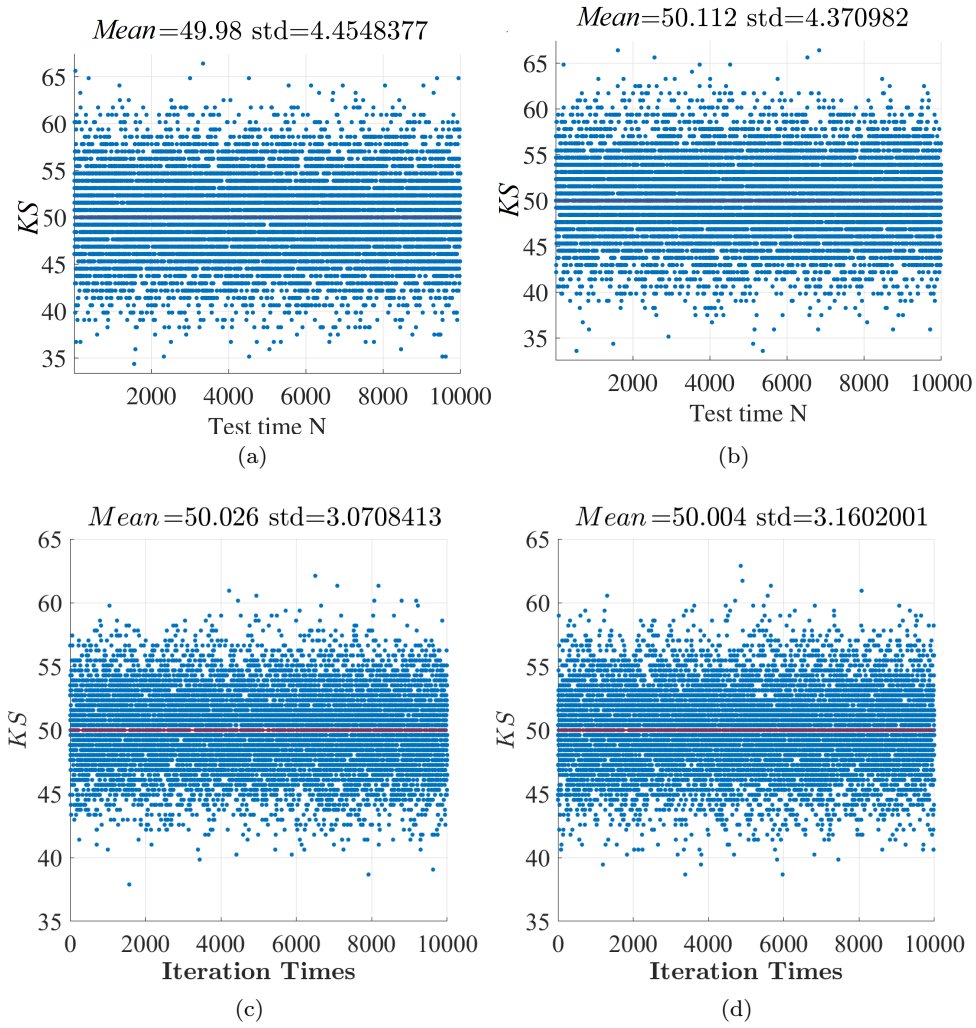 Mean=49.98 std=4.4548377
65
60
55
50
45
40
35
KS
2000 4000 6000 8000 10000
Test time N
(a)
Mean=50.112 std=4.370982
65
60
55
50
45
40
35
KS
2000 4000 6000 8000 10000
Test time N
(b)
Mean=50.026 std=3.0708413
65
60
55
50
45
40
35
KS
0 2000 4000 6000 8000 10000
Iteration Times
(c)
Mean=50.004 std=3.1602001
65
60
55
50
45
40
35
KS
0 2000 4000 6000 8000 10000
Iteration Times
(d)